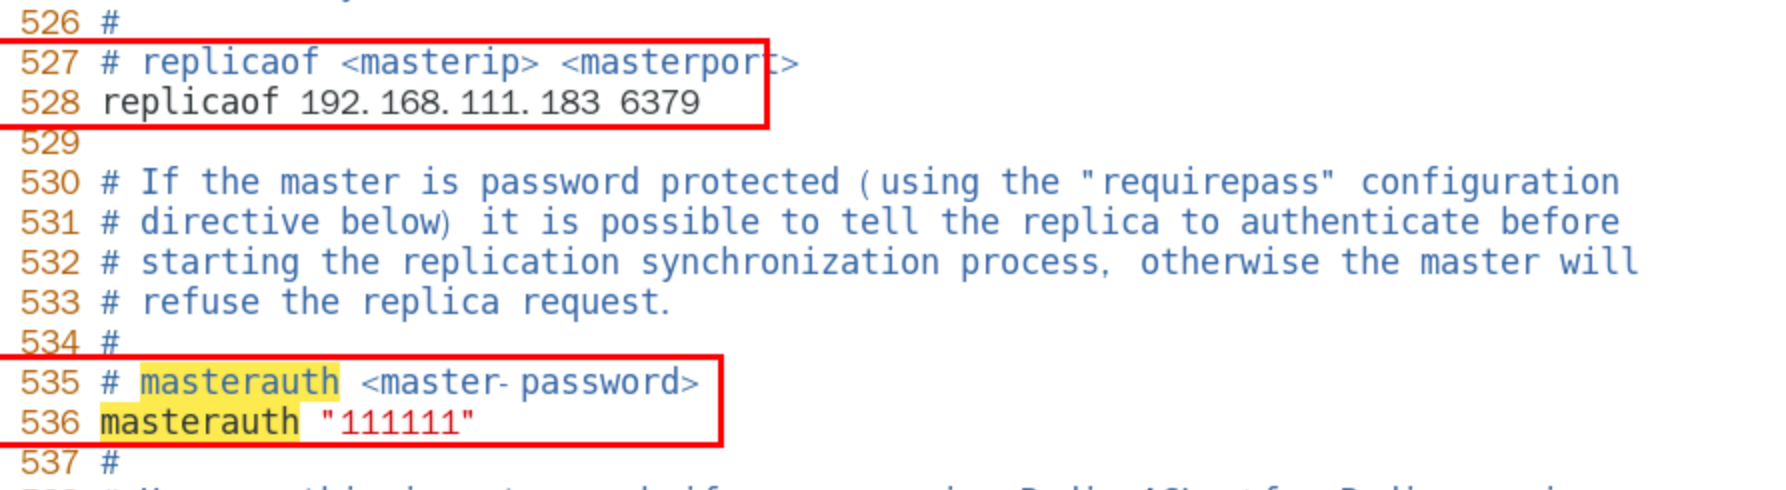 526 #
527 # replicaof <masterip> <masterport>
528 replicaof 192.168.111.183 6379
529
530 # If the master is password protected (using the "requirepass" configuration
531 # directive below) it is possible to tell the replica to authenticate before
532 # starting the replication synchronization process, otherwise the master will
533 # refuse the replica request.
534 #
535 # masterauth <master-password>
536 masterauth "111111"
537 #